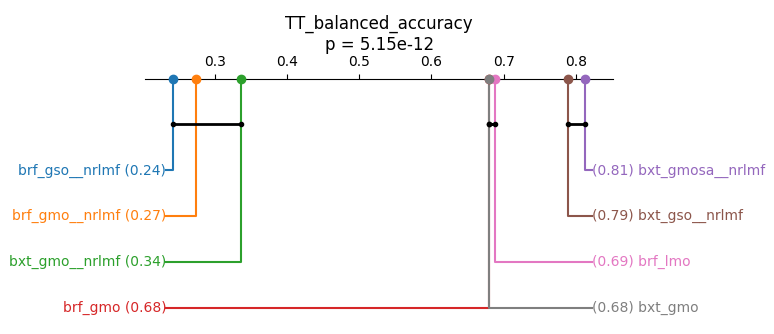 TT_balanced_accuracy
p = 5.15e-12
0.3 0.4 0.5 0.6 0.7 0.8
brf_gso__nrlmf (0.24) (0.81) bxt_gmosa__nrlmf
brf_gmo__nrlmf (0.27) (0.79) bxt_gso__nrlmf
bxt_gmo__nrlmf (0.34) (0.69) brf_lmo
brf_gmo (0.68) (0.68) bxt_gmo